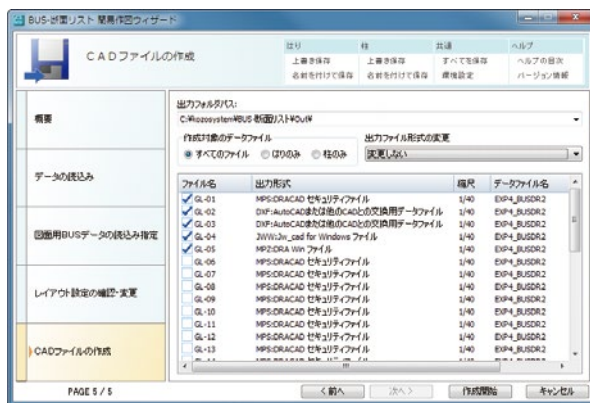 BUS-断面リスト 簡易作図ウィザード
CADファイルの作成
はり 柱 共通 ヘルプ
上書き保存 上書き保存 すべてを保存 ヘルプの目次
名前を付けて保存 名前を付けて保存 環境設定 バージョン情報
概要
データの読込み
図面用BUSデータの読込み指定
レイアウト設定の確認・変更
CADファイルの作成
PAGE 5 / 5
出力フォルダパス:
C:¥kozosystem¥BUS-断面リスト¥Out¥
作成対象のデータファイル 出力ファイル形式の変更
すべてのファイル はりのみ 柱のみ 変更しない
ファイル名 出力形式 縮尺 データファイル名
GL-01 MPS:DRACAD セキュリティファイル 1/40 EXP4_BUSDR2
GL-02 DXF:AutoCADまたは他のCADとの交換用データファイル 1/40 EXP4_BUSDR2
GL-03 DXF:AutoCADまたは他のCADとの交換用データファイル 1/40 EXP4_BUSDR2
GL-04 JWW:Jw_cad for Windows ファイル 1/40 EXP4_BUSDR2
GL-05 MPZ:DRA Win ファイル 1/40 EXP4_BUSDR2
GL-06 MPS:DRACAD セキュリティファイル 1/40 EXP4_BUSDR2
GL-07 MPS:DRACAD セキュリティファイル 1/40 EXP4_BUSDR2
GL-08 MPS:DRACAD セキュリティファイル 1/40 EXP4_BUSDR2
GL-09 MPS:DRACAD セキュリティファイル 1/40 EXP4_BUSDR2
GL-10 MPS:DRACAD セキュリティファイル 1/40 EXP4_BUSDR2
GL-11 MPS:DRACAD セキュリティファイル 1/40 EXP4_BUSDR2
GL-12 MPS:DRACAD セキュリティファイル 1/40 EXP4_BUSDR2
GL-13 MPS:DRACAD セキュリティファイル 1/40 EXP4_BUSDR2
<前へ 次へ> 作成開始 キャンセル